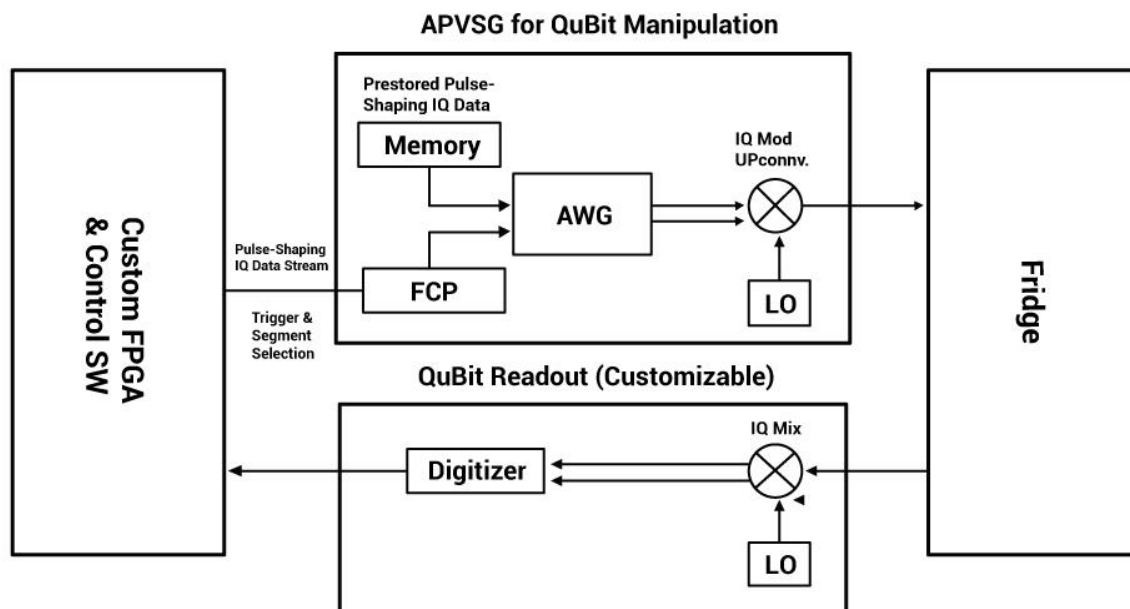 APVSG for QuBit Manipulation
Custom FPGA
& Control SW
Pulse-Shaping
IQ Data Stream
Trigger &
Segment
Selection
Prestored Pulse-
Shaping IQ Data
Memory
FCP
AWG
IQ Mod
UPconnv.
LO
Fridge
QuBit Readout (Customizable)
Digitizer
IQ Mix
LO